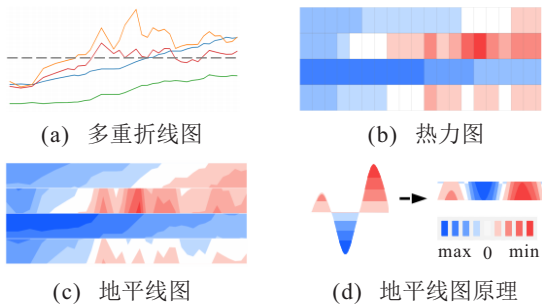 (a) 多重折线图
(b) 热力图
max 0 min
(c) 地平线图
(d) 地平线图原理